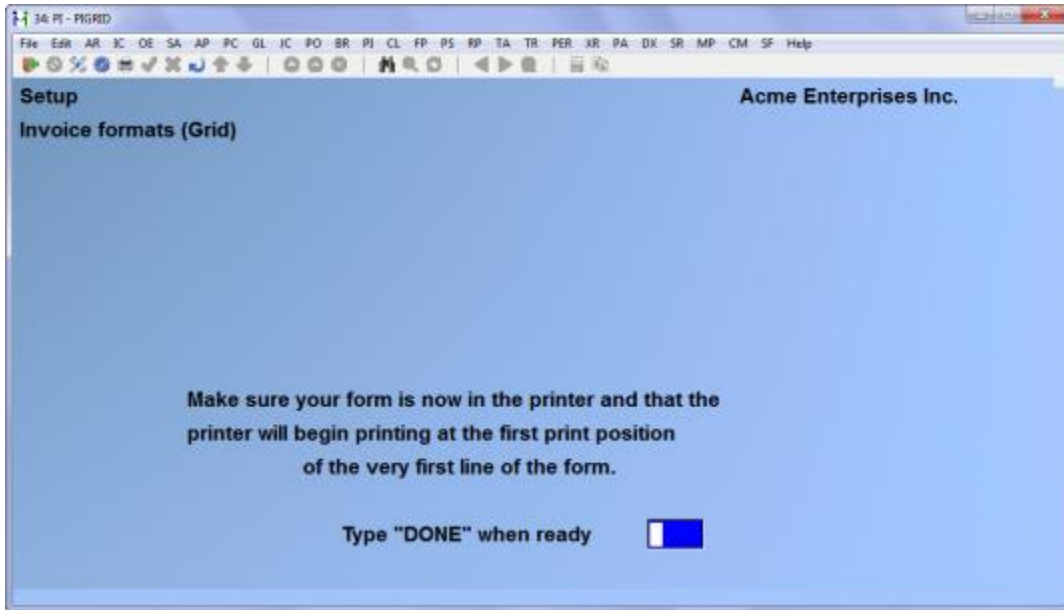 34: PI - PIGRID
File Edit AR IC OE SA AP PC GL JC PO BR PJ CL FP PS RP TA TR PER XR PA DX SR MP CM SF Help
Setup
Acme Enterprises Inc.
Invoice formats (Grid)
Make sure your form is now in the printer and that the
printer will begin printing at the first print position
of the very first line of the form.
Type "DONE" when ready